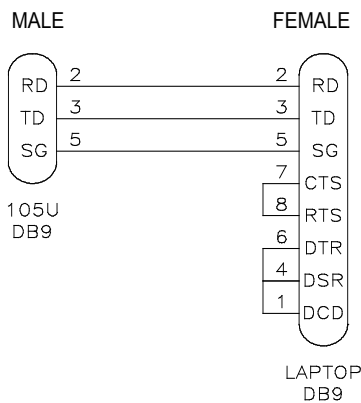 MALE FEMALE
RD 2 2 RD
TD 3 3 TD
SG 5 5 SG
7 CTS
8 RTS
6 DTR
4 DSR
1 DCD
105U
DB9
LAPTOP
DB9